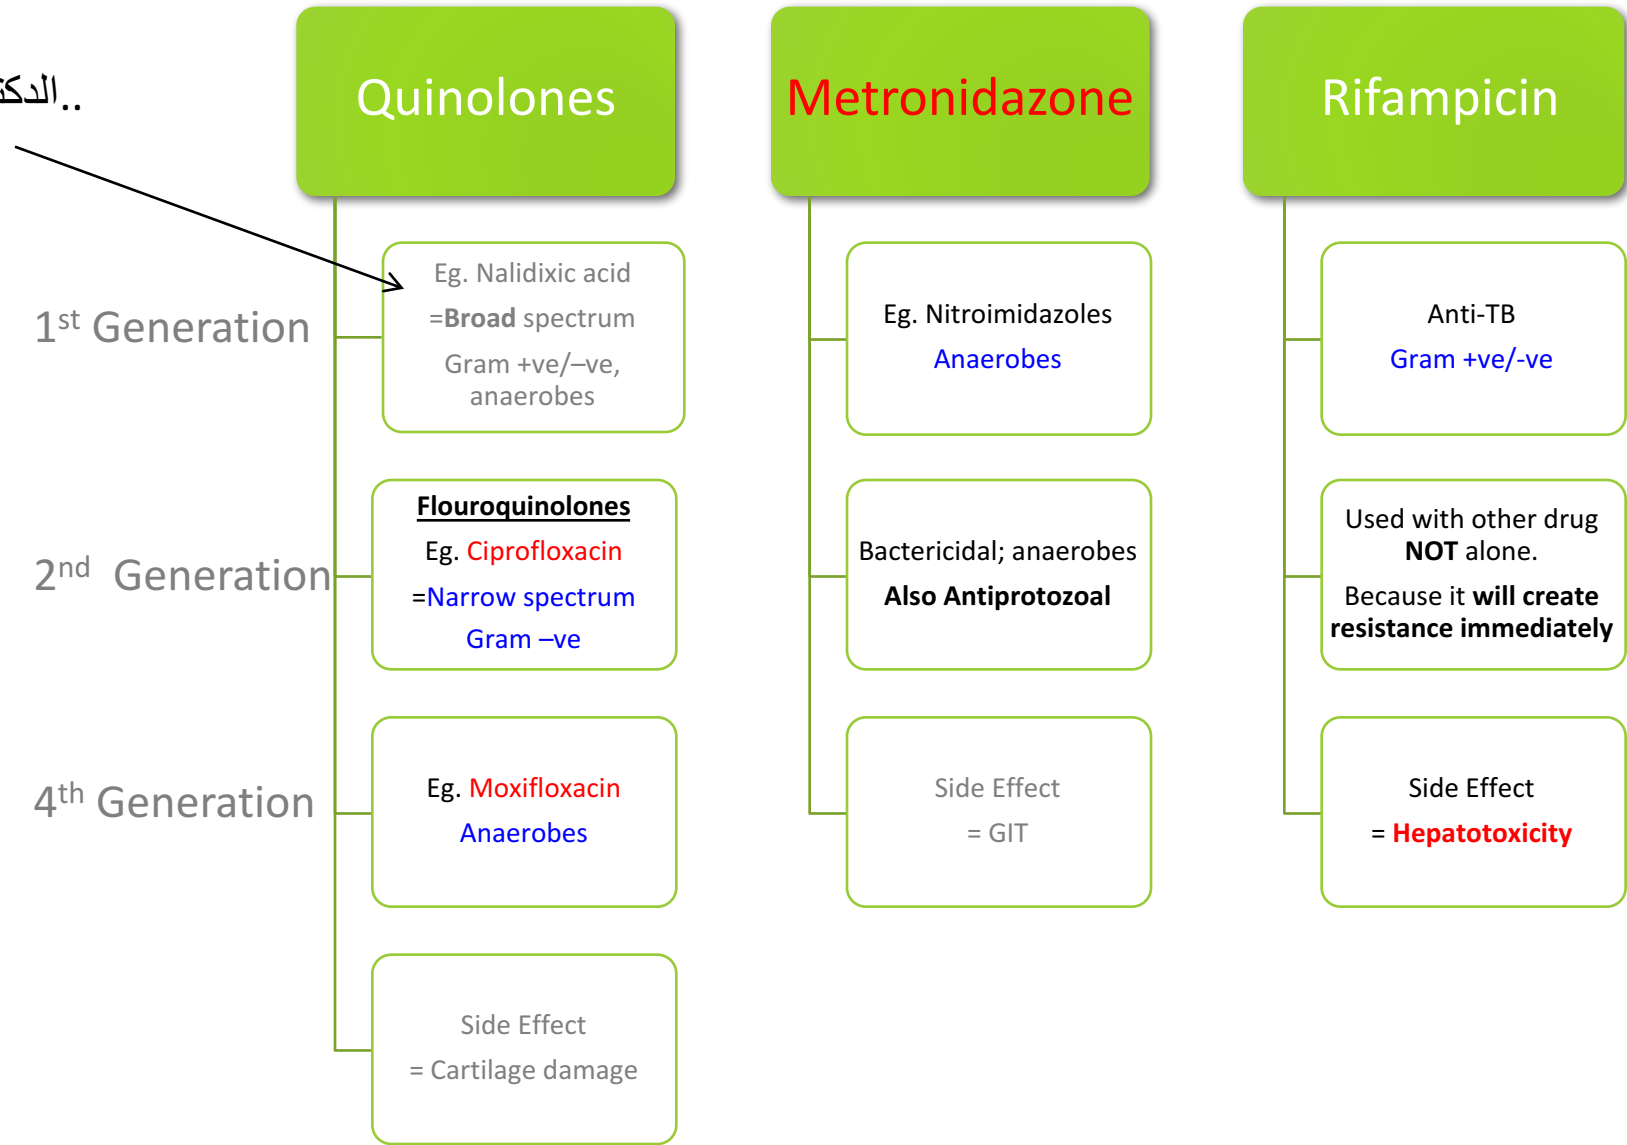 ..
Quinolones
Metronidazone
Rifampicin
1st Generation
Eg. Nalidixic acid
=Broad spectrum
Gram +ve/–ve,
anaerobes
Eg. Nitroimidazoles
Anaerobes
Anti-TB
Gram +ve/-ve
2nd Generation
Flouroquinolones
Eg. Ciprofloxacin
=Narrow spectrum
Gram –ve
Bactericidal; anaerobes
Also Antiprotozoal
Used with other drug
NOT alone.
Because it will create
resistance immediately
4th Generation
Eg. Moxifloxacin
Anaerobes
Side Effect
= GIT
Side Effect
= Hepatotoxicity
Side Effect
= Cartilage damage